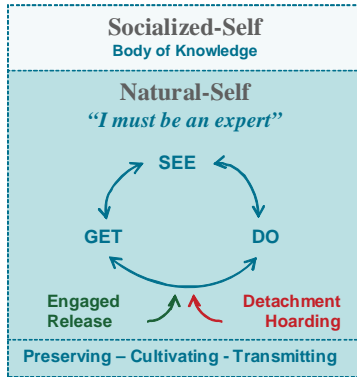 Socialized-Self
Body of Knowledge
Natural-Self
“I must be an expert”
SEE
GET
DO
Engaged
Release
Detachment
Hoarding
Preserving – Cultivating - Transmitting